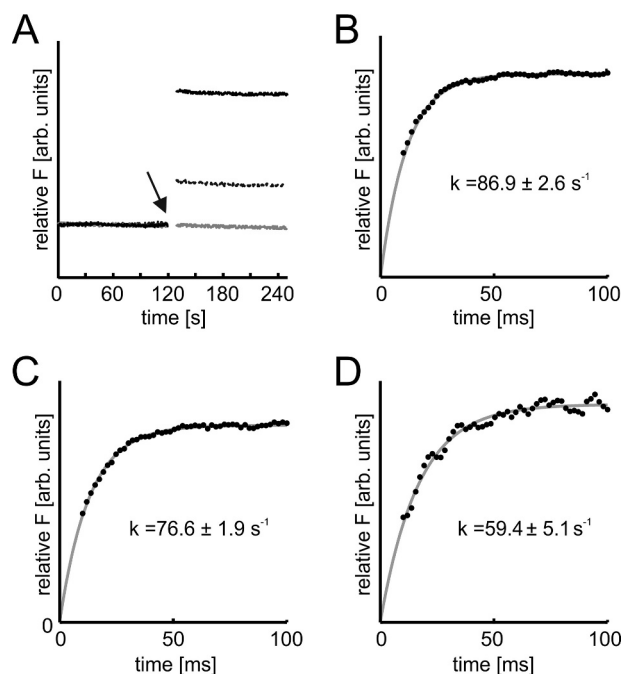 A
relative F [arb. units]
0 60 120 180 240
time [s]
B
relative F [arb. units]
k =86.9 ± 2.6 s⁻¹
0 50 100
time [ms]
C
relative F [arb. units]
k =76.6 ± 1.9 s⁻¹
0
0 50 100
time [ms]
D
relative F [arb. units]
k =59.4 ± 5.1 s⁻¹
0 50 100
time [ms]